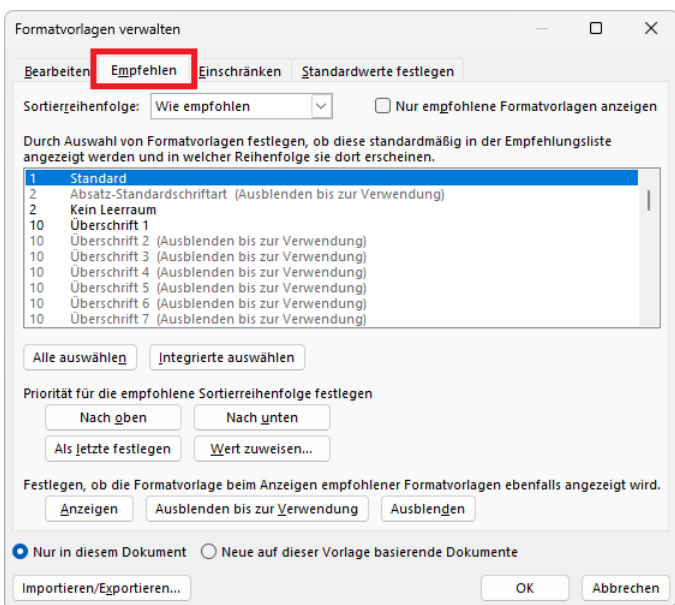 Formatvorlagen verwalten
Bearbeiten Empfehlen Einschränken Standardwerte festlegen
Sortierreihenfolge: Wie empfohlen Nur empfohlene Formatvorlagen anzeigen
Durch Auswahl von Formatvorlagen festlegen, ob diese standardmäßig in der Empfehlungsliste
angezeigt werden und in welcher Reihenfolge sie dort erscheinen.
1 Standard
2 Absatz-Standardschriftart (Ausblenden bis zur Verwendung)
2 Kein Leerraum
10 Überschrift 1
10 Überschrift 2 (Ausblenden bis zur Verwendung)
10 Überschrift 3 (Ausblenden bis zur Verwendung)
10 Überschrift 4 (Ausblenden bis zur Verwendung)
10 Überschrift 5 (Ausblenden bis zur Verwendung)
10 Überschrift 6 (Ausblenden bis zur Verwendung)
10 Überschrift 7 (Ausblenden bis zur Verwendung)
Alle auswählen Integrierte auswählen
Priorität für die empfohlene Sortierreihenfolge festlegen
Nach oben Nach unten
Als letzte festlegen Wert zuweisen...
Festlegen, ob die Formatvorlage beim Anzeigen empfohlener Formatvorlagen ebenfalls angezeigt wird.
Anzeigen Ausblenden bis zur Verwendung Ausblenden
Nur in diesem Dokument Neue auf dieser Vorlage basierende Dokumente
Importieren/Exportieren... OK Abbrechen